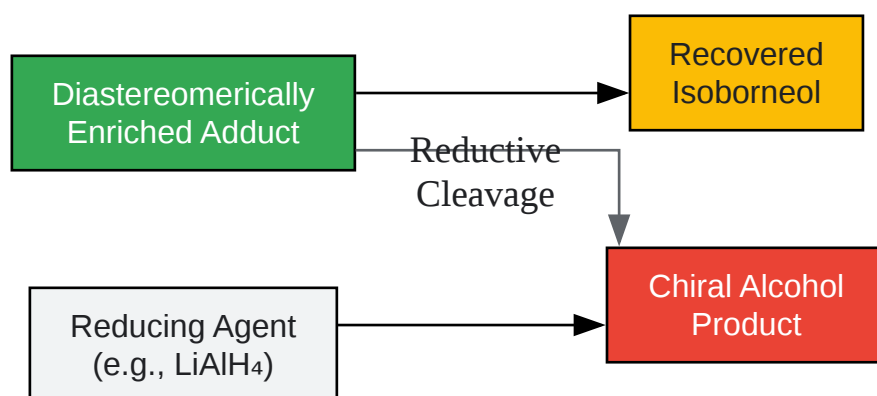 Diastereomerically
Enriched Adduct
Recovered
Isoborneol
Reductive
Cleavage
Reducing Agent
(e.g., LiAlH₄)
Chiral Alcohol
Product